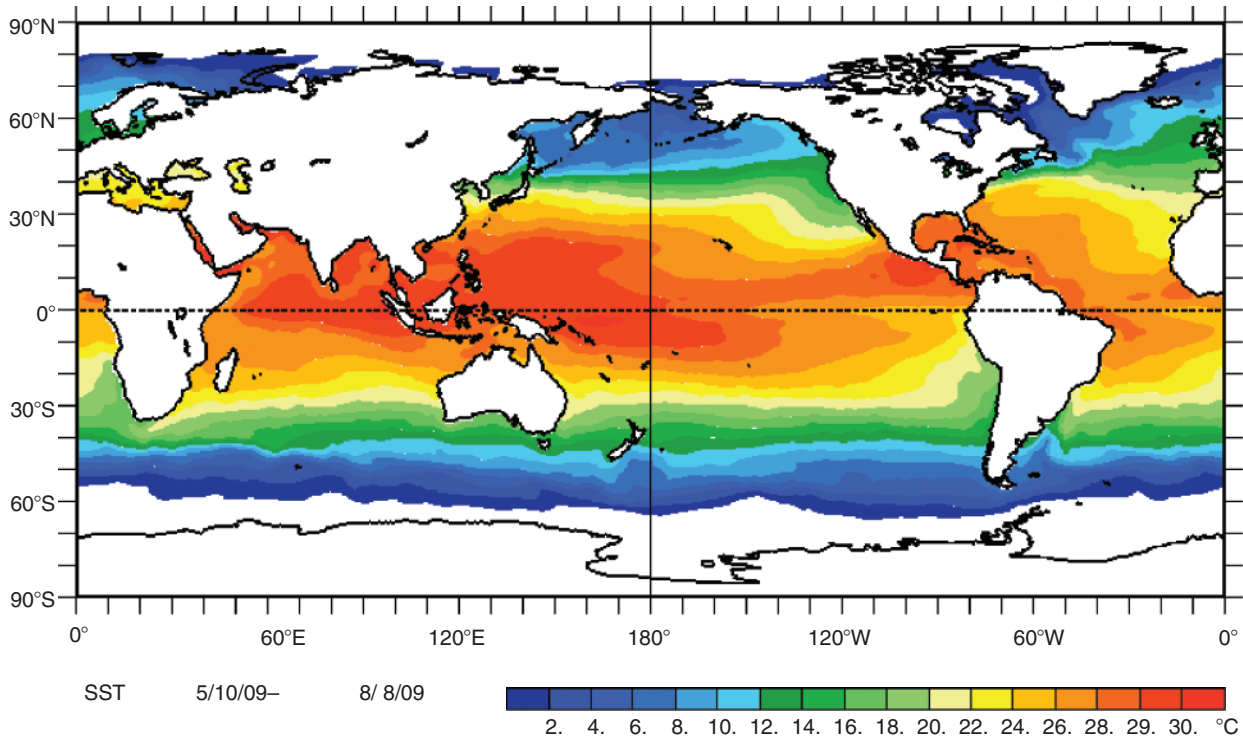 90°N
60°N
30°N
0°
30°S
60°S
90°S
0° 60°E 120°E 180° 120°W 60°W 0°
SST 5/10/09– 8/ 8/09
2. 4. 6. 8. 10. 12. 14. 16. 18. 20. 22. 24. 26. 28. 29. 30. °C